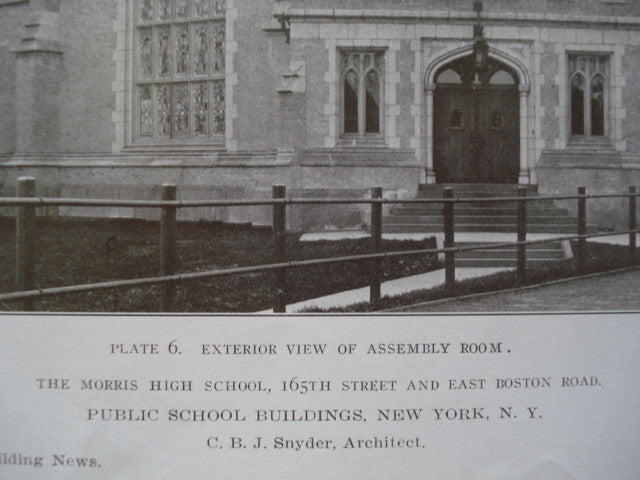 PLATE 6. EXTERIOR VIEW OF ASSEMBLY ROOM.
THE MORRIS HIGH SCHOOL, 165TH STREET AND EAST BOSTON ROAD.
PUBLIC SCHOOL BUILDINGS, NEW YORK, N. Y.
C. B. J. Snyder, Architect.
ilding News.